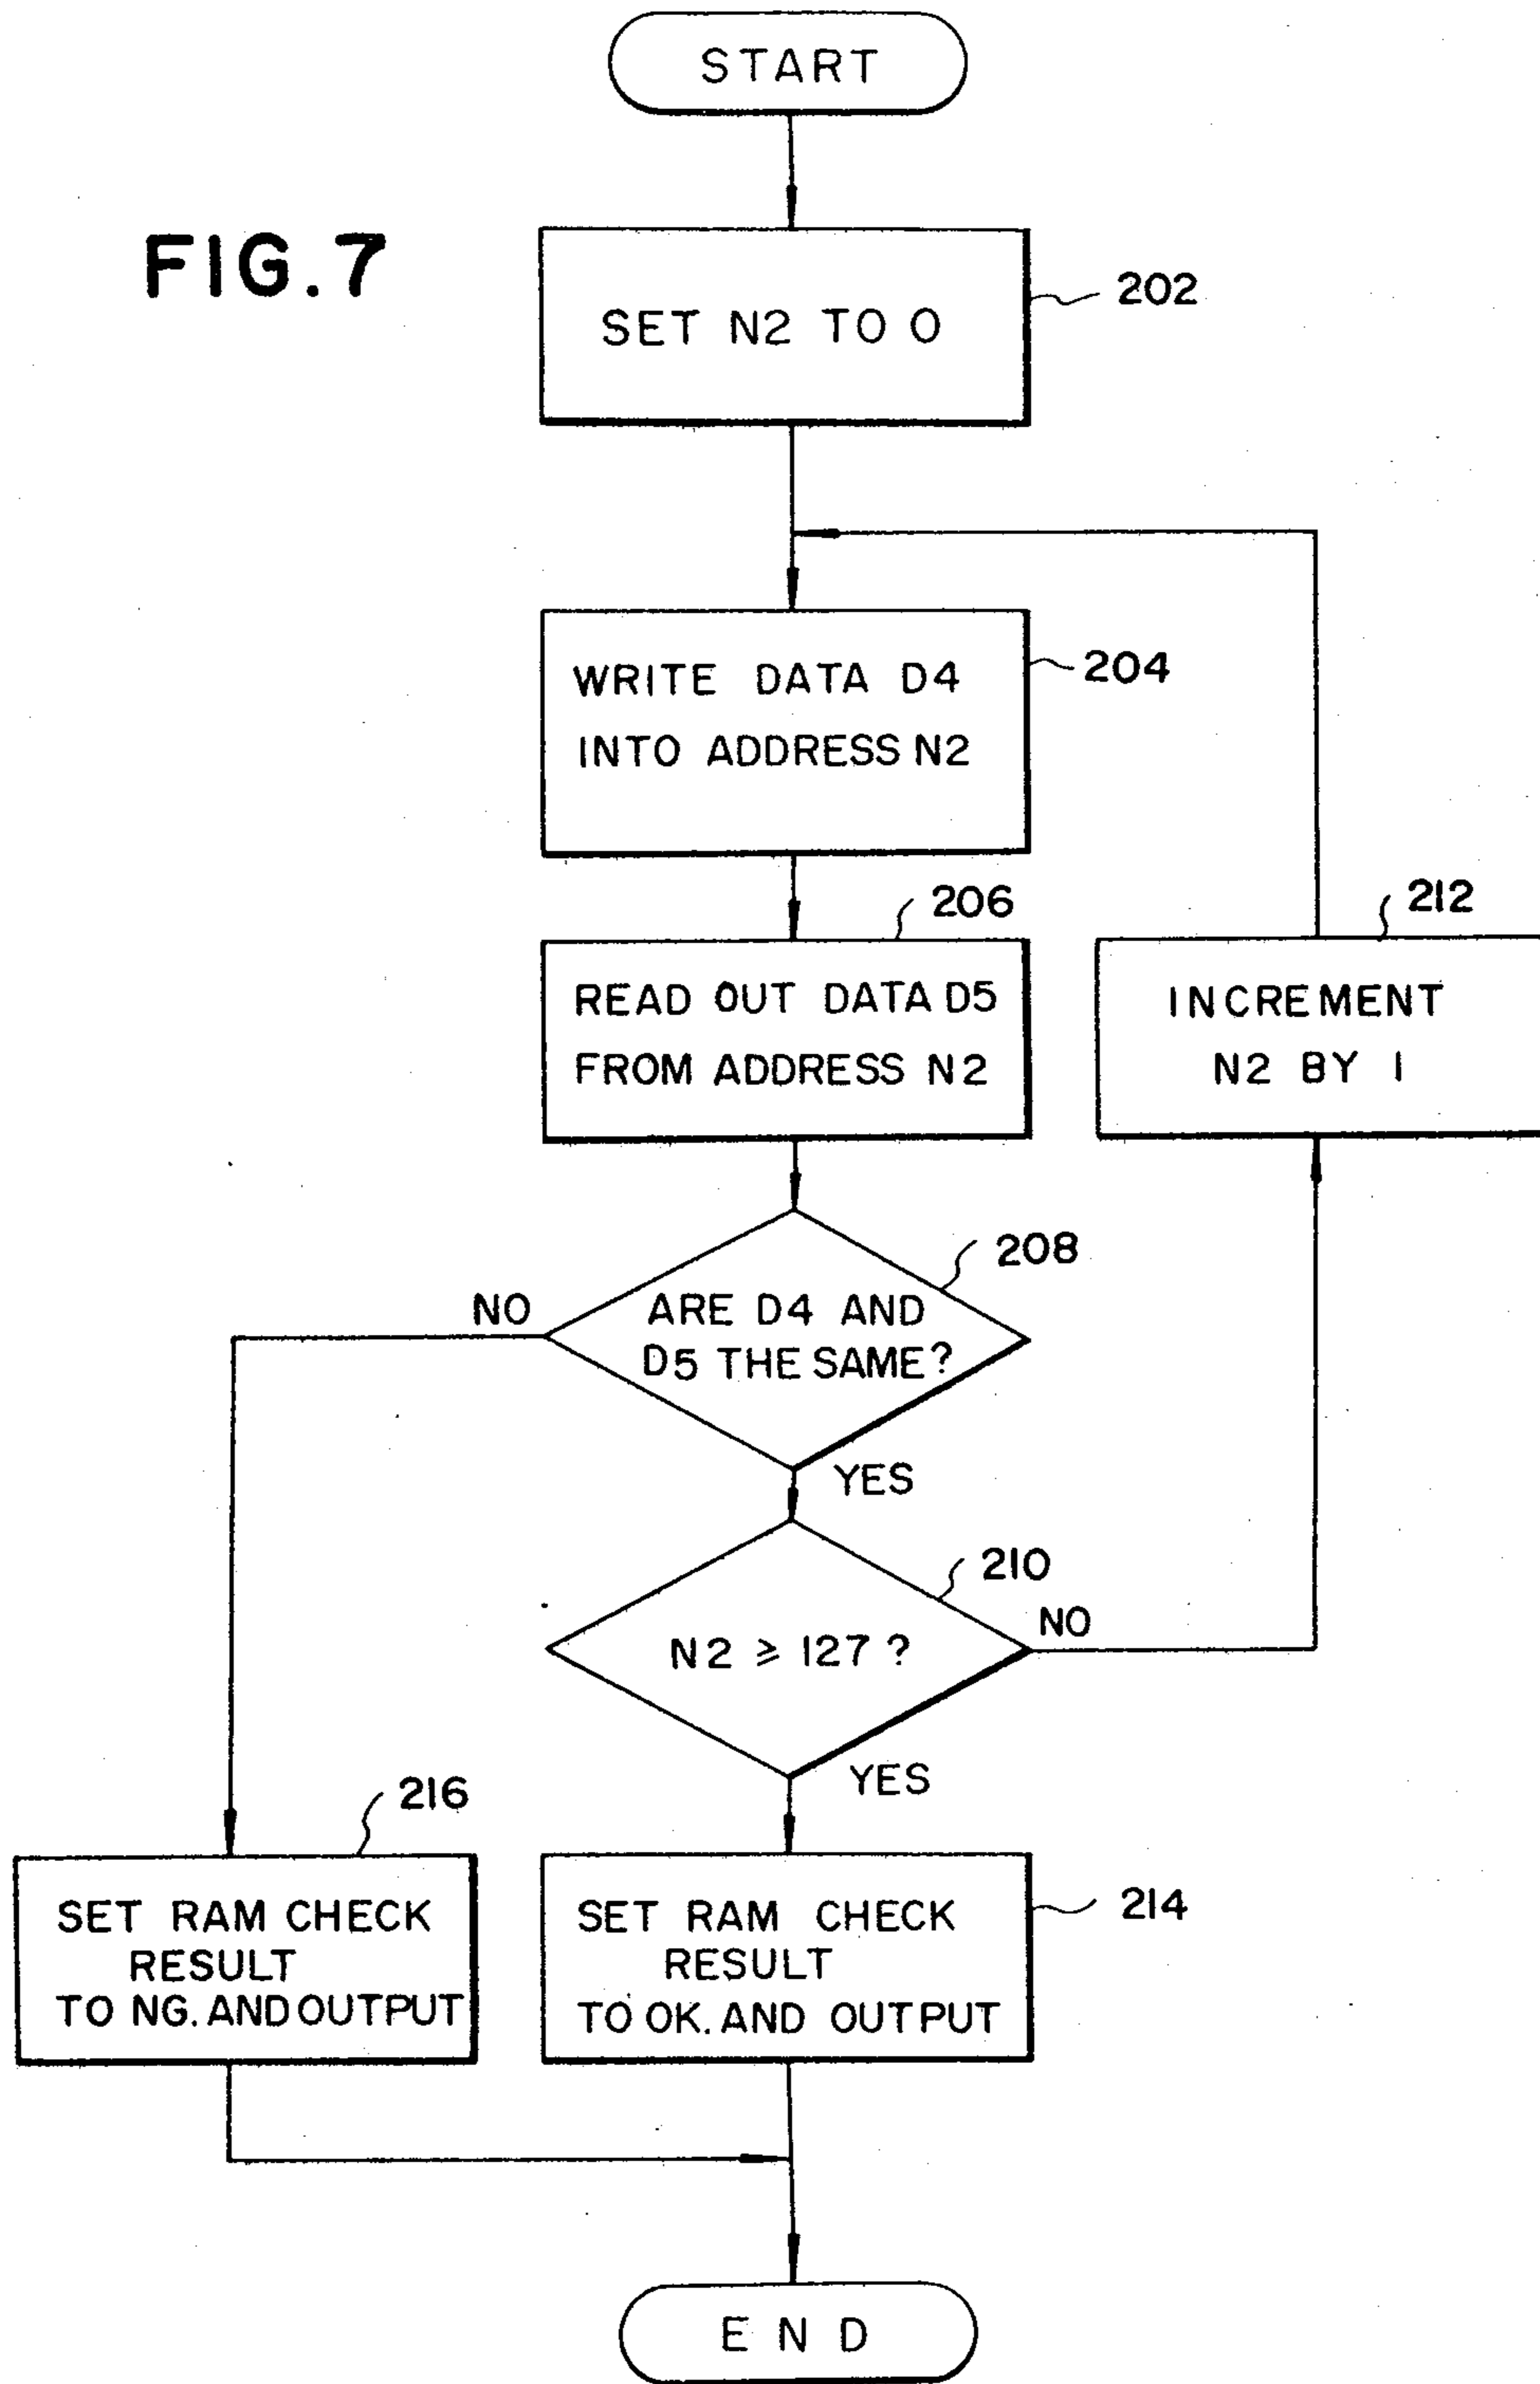 START
FIG.7
202
SET N2 TO 0
WRITE DATA D4
INTO ADDRESS N2
204
206
READ OUT DATA D5
FROM ADDRESS N2
212
INCREMENT
N2 BY 1
208
NO
ARE D4 AND
D5 THE SAME?
YES
210
N2 ≥ 127 ?
NO
YES
216
SET RAM CHECK
RESULT
TO NG. AND OUTPUT
SET RAM CHECK
RESULT
TO OK. AND OUTPUT
214
END